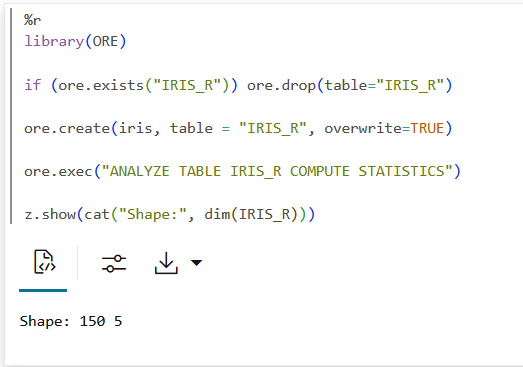 %r
library(ORE)
if (ore.exists("IRIS_R")) ore.drop(table="IRIS_R")
ore.create(iris, table = "IRIS_R", overwrite=TRUE)
ore.exec("ANALYZE TABLE IRIS_R COMPUTE STATISTICS")
z.show(cat("Shape:", dim(IRIS_R)))
Shape: 150 5